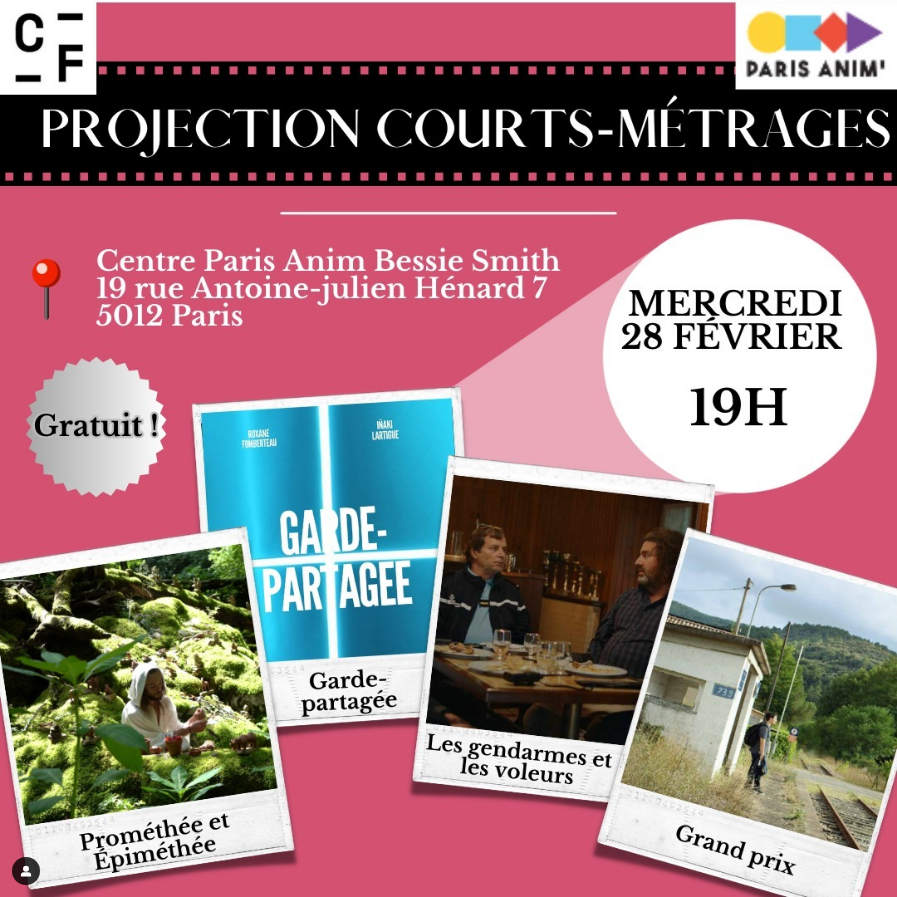 C F
PARIS ANIM'
PROJECTION COURTS-MÉTRAGES
Centre Paris Anim Bessie Smith
19 rue Antoine-julien Hénard 7
5012 Paris
MERCREDI
28 FÉVRIER
19H
Gratuit !
ROXANE
FOMBERTEAU
IÑAKI
LARTIGUE
GARDE-
PARTAGEE
Garde-
partagée
Les gendarmes et
les voleurs
Prométhée et
Épiméthée
Grand prix